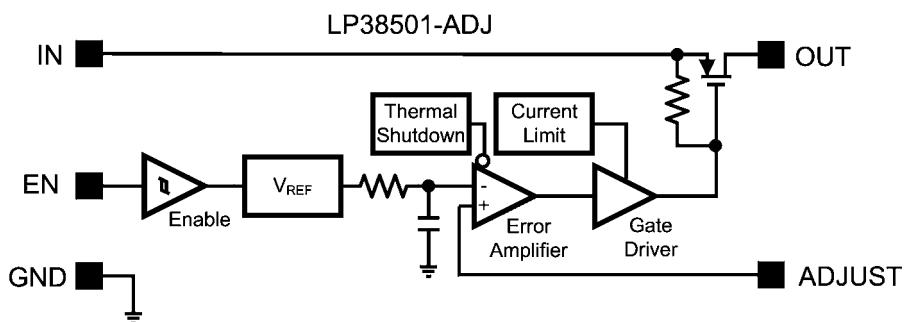 LP38501-ADJ
IN
OUT
Thermal
Shutdown
Current
Limit
EN
Enable
VREF
-
+
Error
Amplifier
Gate
Driver
GND
ADJUST